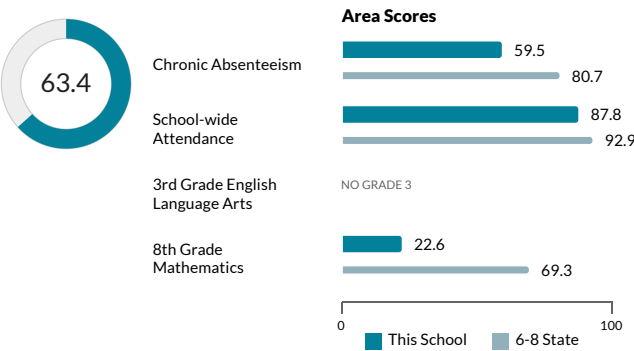 Area Scores
63.4
Chronic Absenteeism
59.5
80.7
School-wide
Attendance
87.8
92.9
3rd Grade English
Language Arts
NO GRADE 3
8th Grade
Mathematics
22.6
69.3
0
100
This School
6-8 State